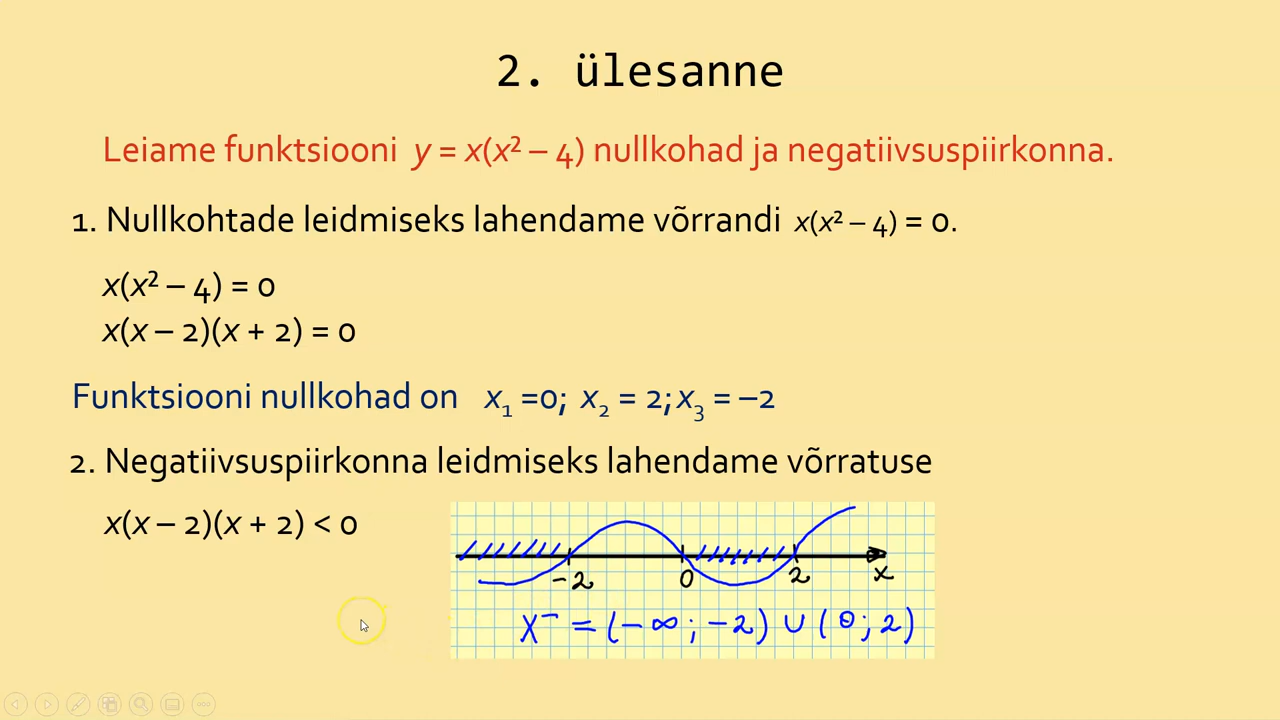 2. ülesanne
Leiame funktsiooni y = x(x² – 4) nullkohad ja negatiivsuspiirkonna.
1. Nullkohtade leidmiseks lahendame võrrandi x(x² – 4) = 0.
x(x² – 4) = 0
x(x – 2)(x + 2) = 0
Funktsiooni nullkohad on x₁ =0; x₂ = 2; x₃ = –2
2. Negatiivsuspiirkonna leidmiseks lahendame võrratuse
x(x – 2)(x + 2) < 0
-2 0 2 x
X⁻ = (-∞; -2) ∪ (0; 2)